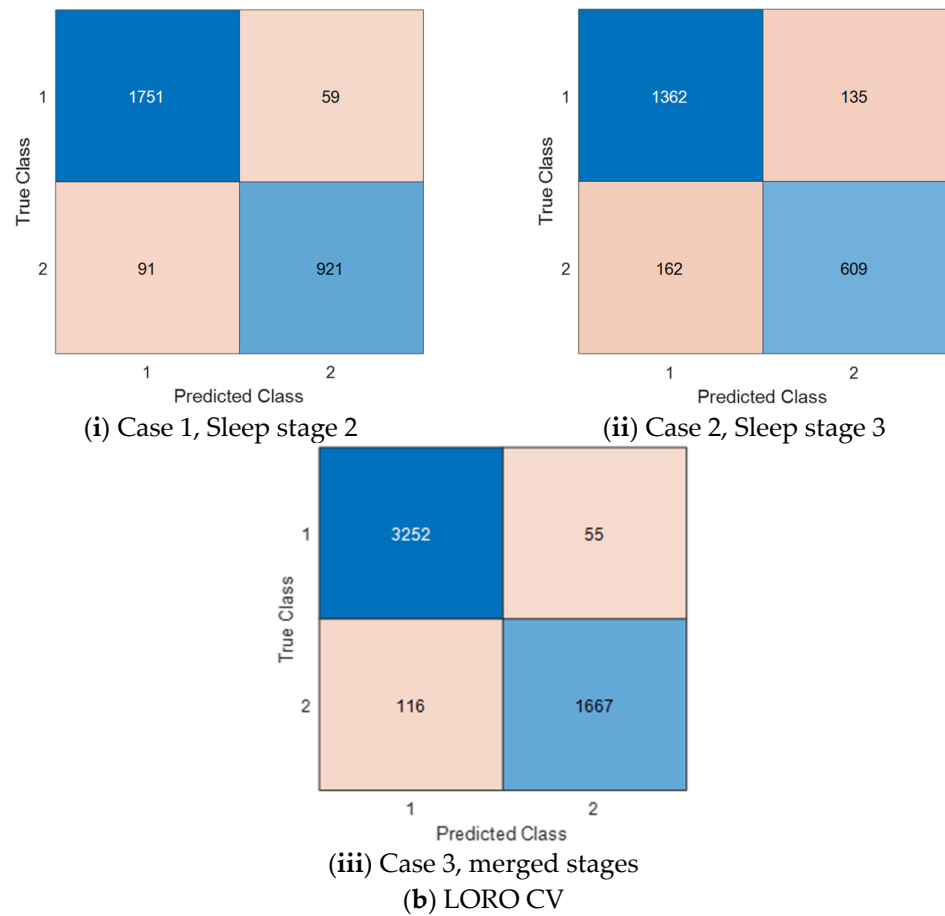 1
1751
59
True Class
2
91
921
1
2
Predicted Class
(i) Case 1, Sleep stage 2
1
1362
135
True Class
2
162
609
1
2
Predicted Class
(ii) Case 2, Sleep stage 3
1
3252
55
True Class
2
116
1667
1
2
Predicted Class
(iii) Case 3, merged stages
(b) LORO CV